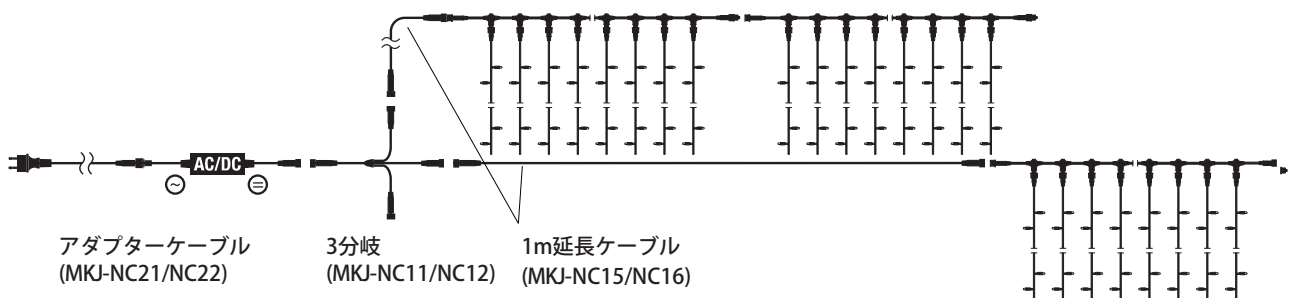 AC/DC
アダプターケーブル
(MKJ-NC21/NC22)
3分岐
(MKJ-NC11/NC12)
1m延長ケーブル
(MKJ-NC15/NC16)